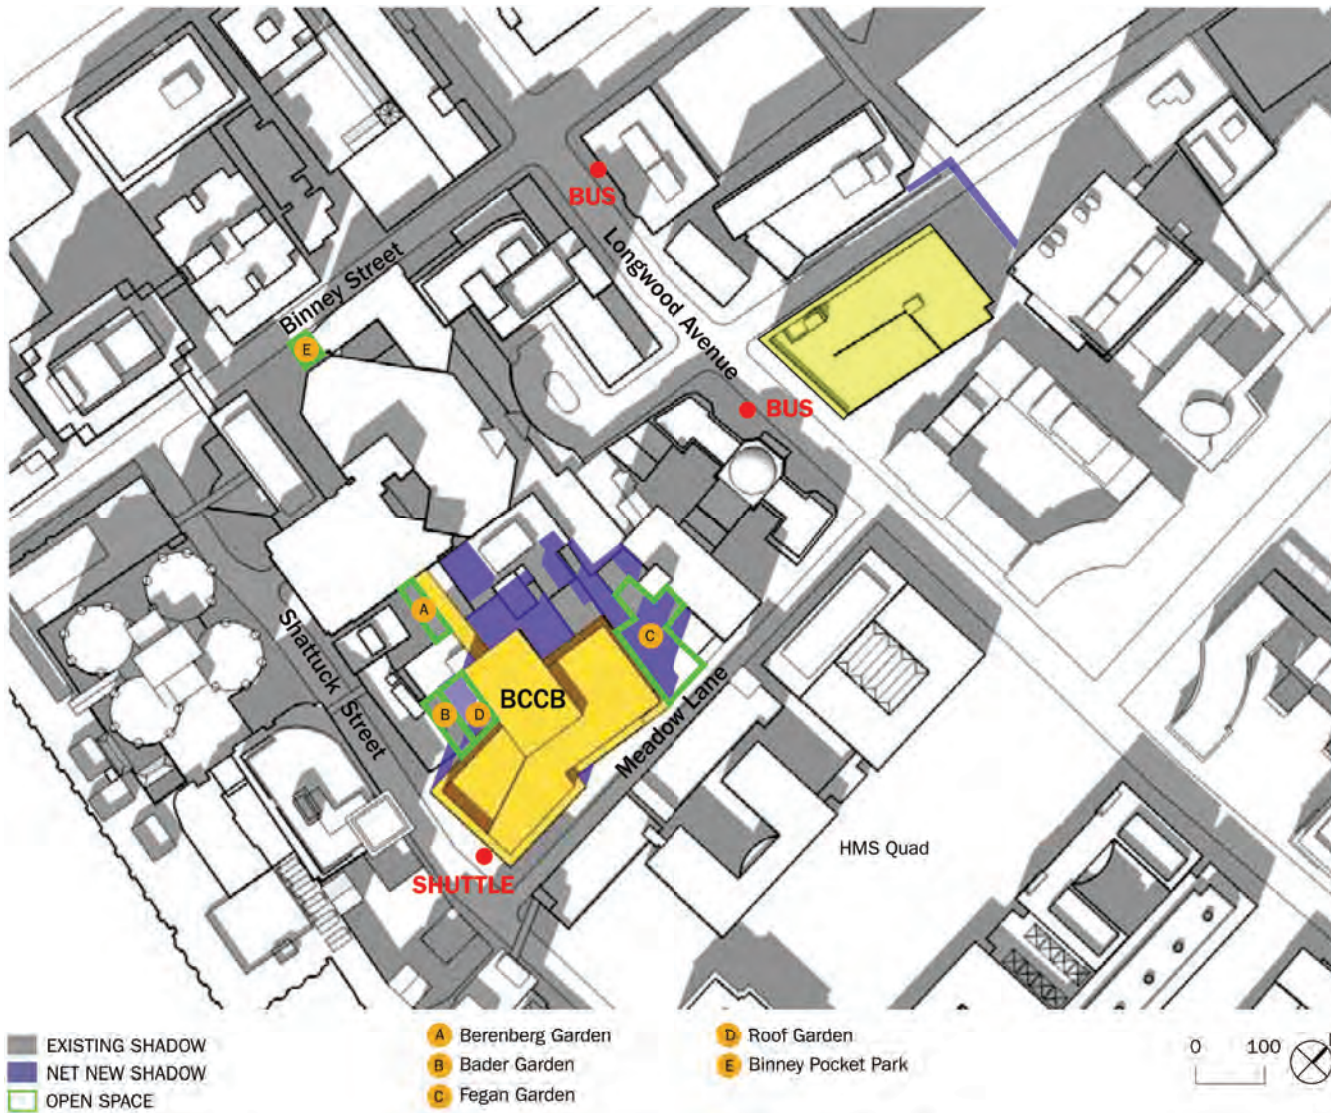 BUS
Binney Street
Longwood Avenue
E
BUS
A
C
Shattuck Street
BCCB
B
D
Meadow Lane
HMS Quad
SHUTTLE
EXISTING SHADOW
NET NEW SHADOW
OPEN SPACE
A Berenberg Garden
B Bader Garden
C Fegan Garden
D Roof Garden
E Binney Pocket Park
0 100